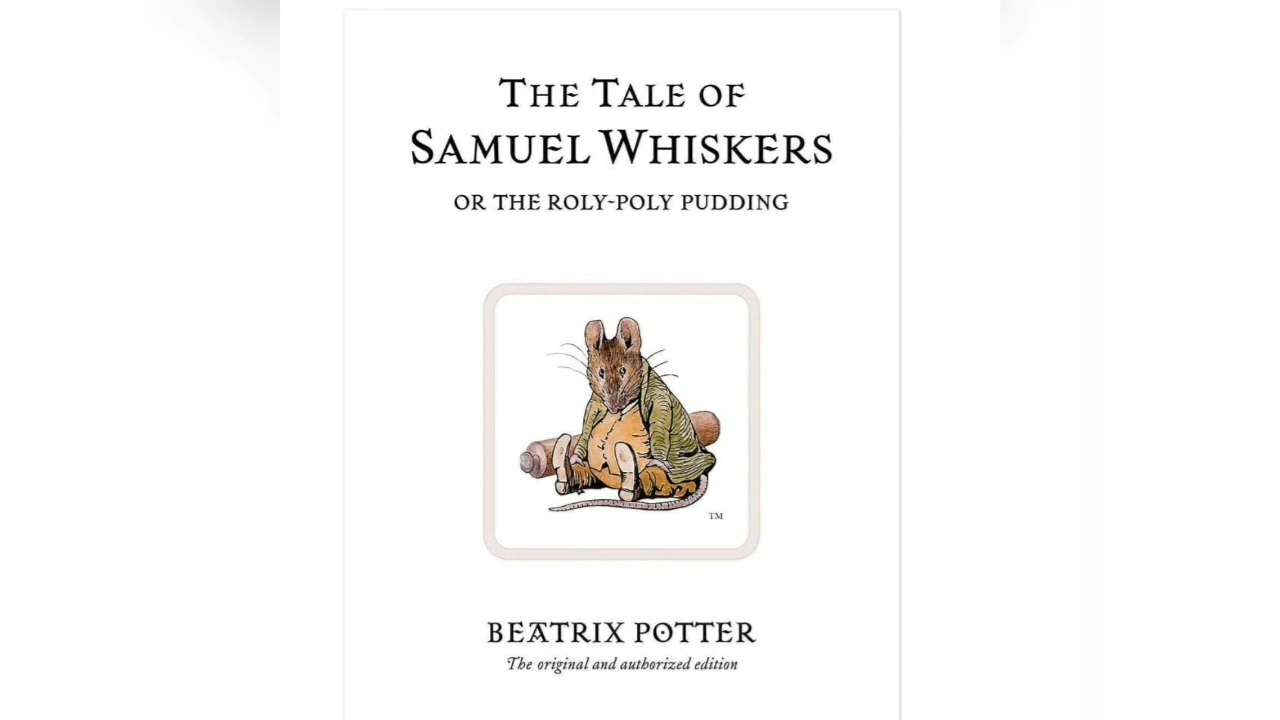 THE TALE OF
SAMUEL WHISKERS
OR THE ROLY-POLY PUDDING
TM
BEATRIX POTTER
The original and authorized edition